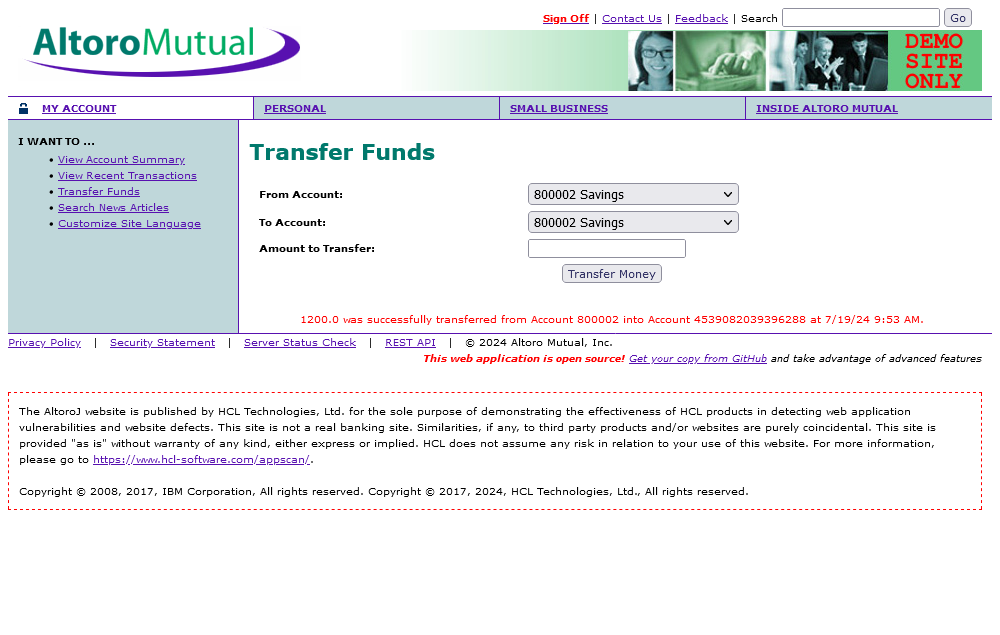 Sign Off | Contact Us | Feedback | Search Go
AltoroMutual
DEMO
SITE
ONLY
MY ACCOUNT
PERSONAL
SMALL BUSINESS
INSIDE ALTORO MUTUAL
I WANT TO ...
• View Account Summary
• View Recent Transactions
• Transfer Funds
• Search News Articles
• Customize Site Language
Transfer Funds
From Account: 800002 Savings
To Account: 800002 Savings
Amount to Transfer:
Transfer Money
1200.0 was successfully transferred from Account 800002 into Account 4539082039396288 at 7/19/24 9:53 AM.
Privacy Policy | Security Statement | Server Status Check | REST API | © 2024 Altoro Mutual, Inc.
This web application is open source! Get your copy from GitHub and take advantage of advanced features
The AltoroJ website is published by HCL Technologies, Ltd. for the sole purpose of demonstrating the effectiveness of HCL products in detecting web application
vulnerabilities and website defects. This site is not a real banking site. Similarities, if any, to third party products and/or websites are purely coincidental. This site is
provided "as is" without warranty of any kind, either express or implied. HCL does not assume any risk in relation to your use of this website. For more information,
please go to https://www.hcl-software.com/appscan/.
Copyright © 2008, 2017, IBM Corporation, All rights reserved. Copyright © 2017, 2024, HCL Technologies, Ltd., All rights reserved.